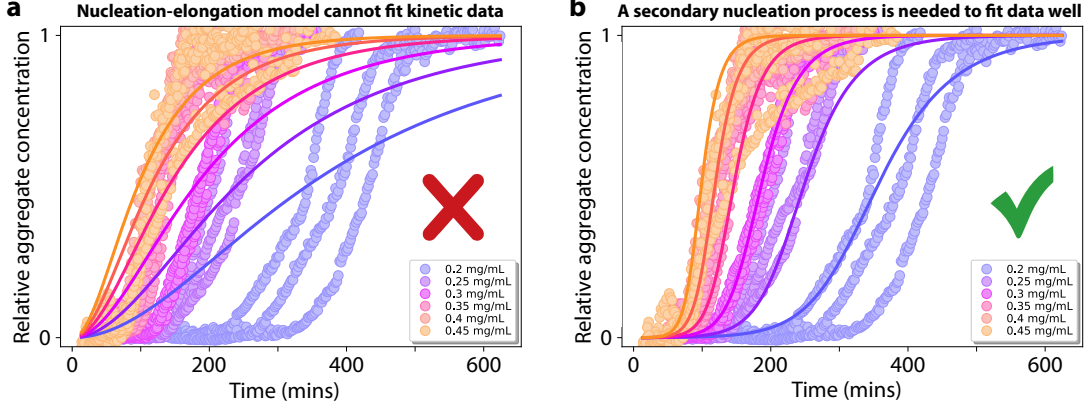 a
Nucleation-elongation model cannot fit kinetic data
Relative aggregate concentration
1
0
0.2 mg/mL
0.25 mg/mL
0.3 mg/mL
0.35 mg/mL
0.4 mg/mL
0.45 mg/mL
0 200 400 600
Time (mins)
b
A secondary nucleation process is needed to fit data well
Relative aggregate concentration
1
0
0.2 mg/mL
0.25 mg/mL
0.3 mg/mL
0.35 mg/mL
0.4 mg/mL
0.45 mg/mL
0 200 400 600
Time (mins)